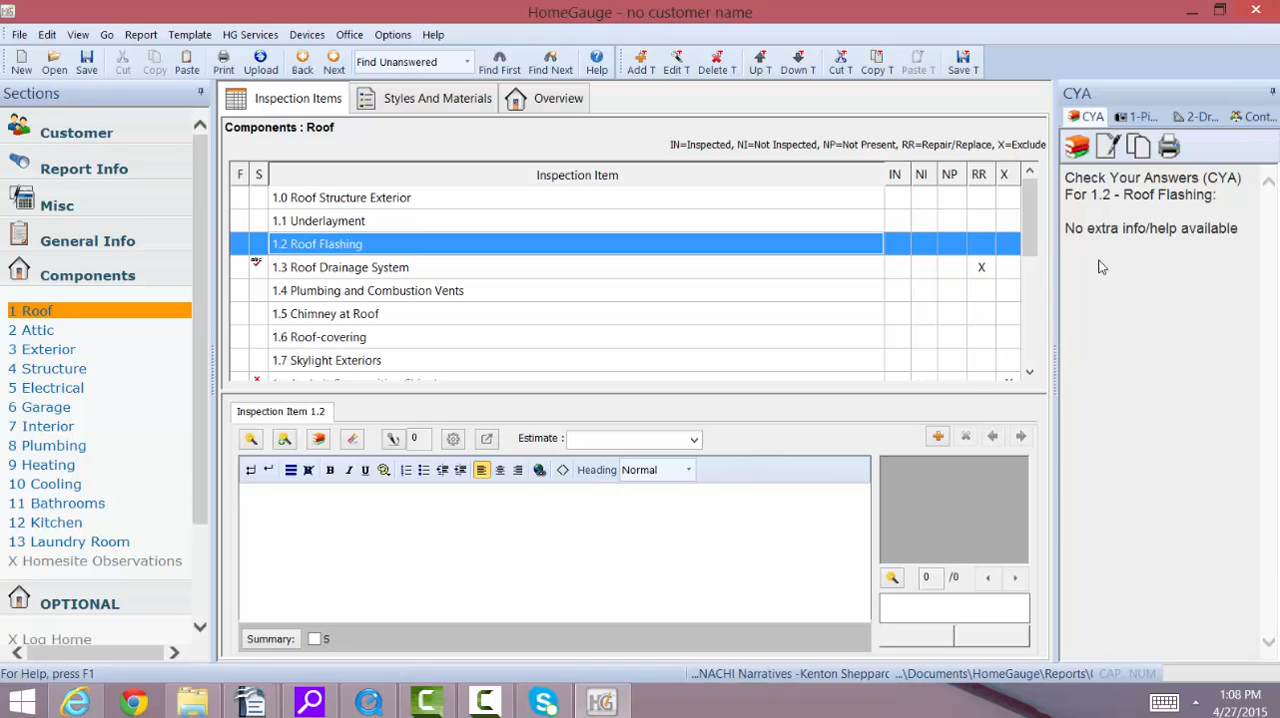 HomeGauge - no customer name
File Edit View Go Report Template HG Services Devices Office Options Help
New Open Save Cut Copy Paste Print Upload Back Next Find Unanswered Find First Find Next Help Add T Edit T Delete T Up T Down T Cut T Copy T Paste T Save T
Sections
Customer
Report Info
Misc
General Info
Components
1 Roof
2 Attic
3 Exterior
4 Structure
5 Electrical
6 Garage
7 Interior
8 Plumbing
9 Heating
10 Cooling
11 Bathrooms
12 Kitchen
13 Laundry Room
X Homesite Observations
OPTIONAL
X Log Home
Inspection Items Styles And Materials Overview
Components : Roof
IN=Inspected, NI=Not Inspected, NP=Not Present, RR=Repair/Replace, X=Exclude
F S Inspection Item IN NI NP RR X
1.0 Roof Structure Exterior
1.1 Underlayment
1.2 Roof Flashing
1.3 Roof Drainage System X
1.4 Plumbing and Combustion Vents
1.5 Chimney at Roof
1.6 Roof-covering
1.7 Skylight Exteriors
Inspection Item 1.2
0 Estimate :
B I U Heading Normal
0 /0
Summary: S
CYA
CYA 1-Pi... 2-Dr... Cont...
Check Your Answers (CYA)
For 1.2 - Roof Flashing:
No extra info/help available
For Help, press F1 ...NACHI Narratives -Kenton Sheppard ...\Documents\HomeGauge\Reports\ CAP NUM
HG
1:08 PM
4/27/2015